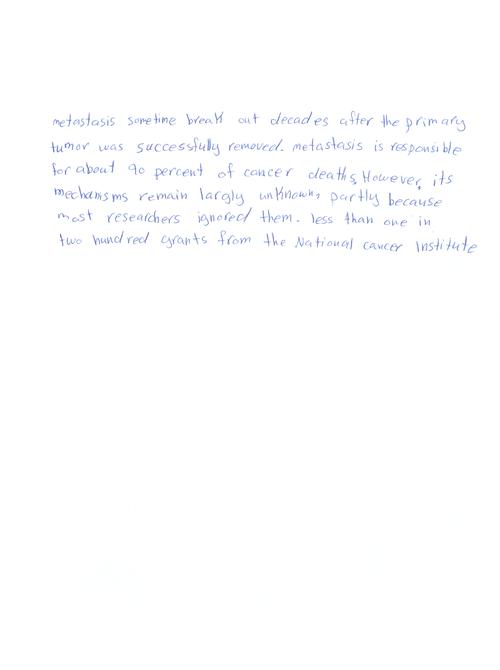 metastasis sometime break out decades after the primary
tumor was successfully removed. metastasis is responsible
for about 90 percent of cancer deaths, However, its
mechanisms remain largly unknown, partly because
most researchers ignored them. less than one in
two hundred grants from the National cancer Institute